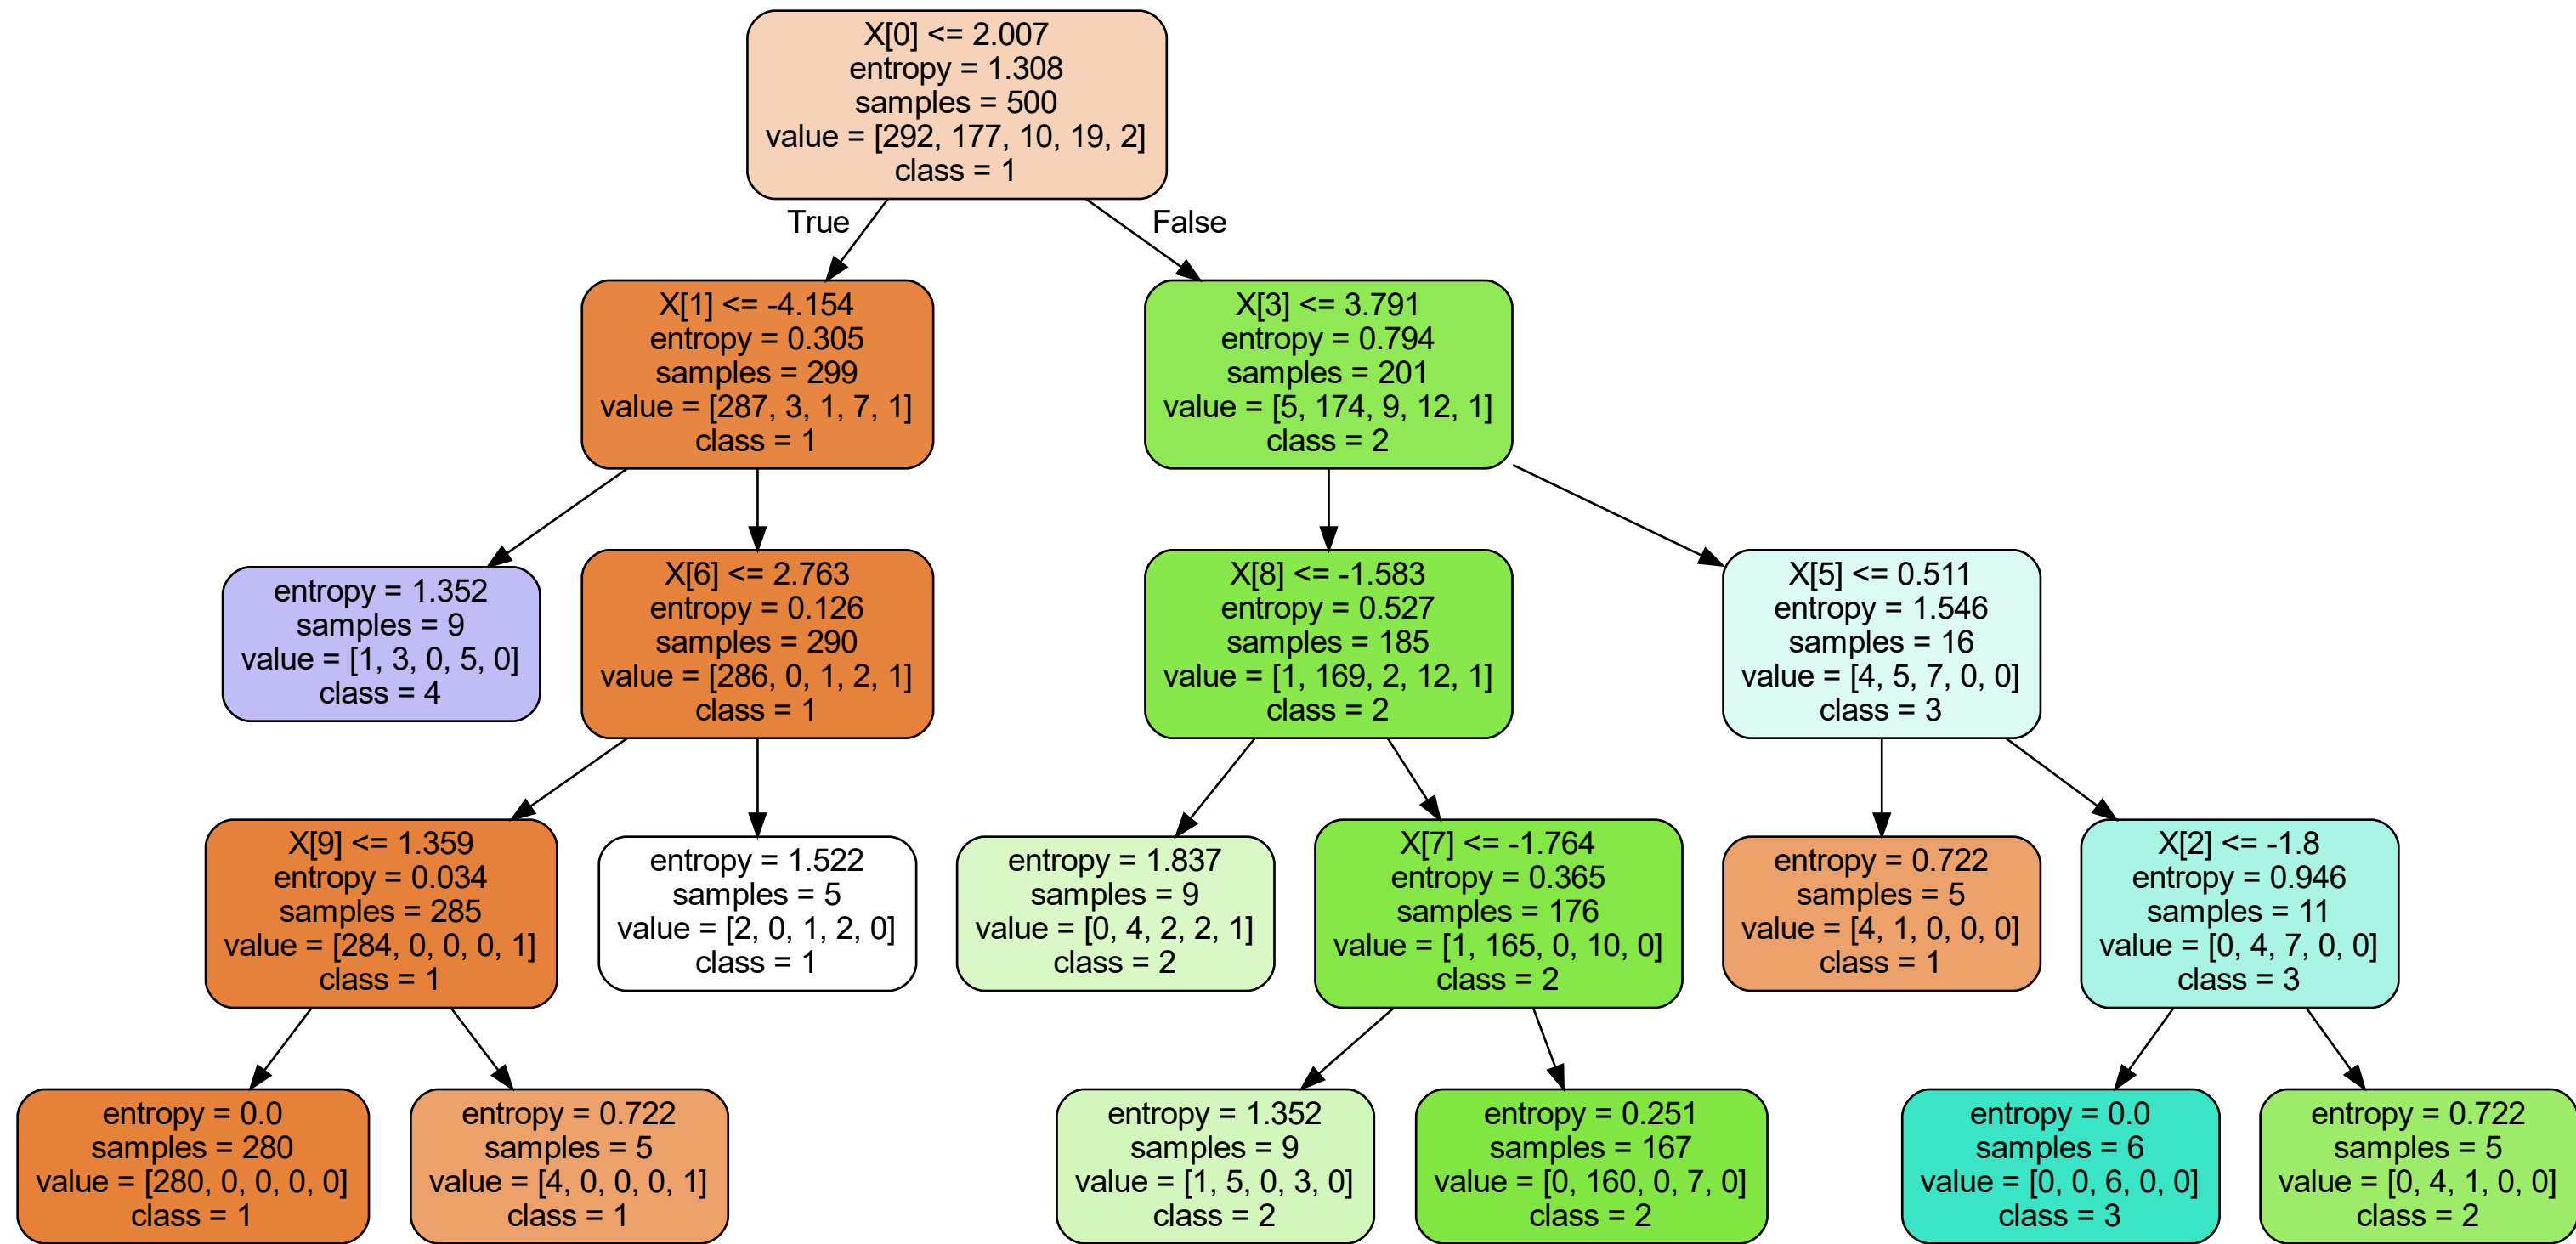 X[0] <= 2.007
entropy = 1.308
samples = 500
value = [292, 177, 10, 19, 2]
class = 1
True
False
X[1] <= -4.154
entropy = 0.305
samples = 299
value = [287, 3, 1, 7, 1]
class = 1
X[3] <= 3.791
entropy = 0.794
samples = 201
value = [5, 174, 9, 12, 1]
class = 2
entropy = 1.352
samples = 9
value = [1, 3, 0, 5, 0]
class = 4
X[6] <= 2.763
entropy = 0.126
samples = 290
value = [286, 0, 1, 2, 1]
class = 1
X[8] <= -1.583
entropy = 0.527
samples = 185
value = [1, 169, 2, 12, 1]
class = 2
X[5] <= 0.511
entropy = 1.546
samples = 16
value = [4, 5, 7, 0, 0]
class = 3
X[9] <= 1.359
entropy = 0.034
samples = 285
value = [284, 0, 0, 0, 1]
class = 1
entropy = 1.522
samples = 5
value = [2, 0, 1, 2, 0]
class = 1
entropy = 1.837
samples = 9
value = [0, 4, 2, 2, 1]
class = 2
X[7] <= -1.764
entropy = 0.365
samples = 176
value = [1, 165, 0, 10, 0]
class = 2
entropy = 0.722
samples = 5
value = [4, 1, 0, 0, 0]
class = 1
X[2] <= -1.8
entropy = 0.946
samples = 11
value = [0, 4, 7, 0, 0]
class = 3
entropy = 0.0
samples = 280
value = [280, 0, 0, 0, 0]
class = 1
entropy = 0.722
samples = 5
value = [4, 0, 0, 0, 1]
class = 1
entropy = 1.352
samples = 9
value = [1, 5, 0, 3, 0]
class = 2
entropy = 0.251
samples = 167
value = [0, 160, 0, 7, 0]
class = 2
entropy = 0.0
samples = 6
value = [0, 0, 6, 0, 0]
class = 3
entropy = 0.722
samples = 5
value = [0, 4, 1, 0, 0]
class = 2